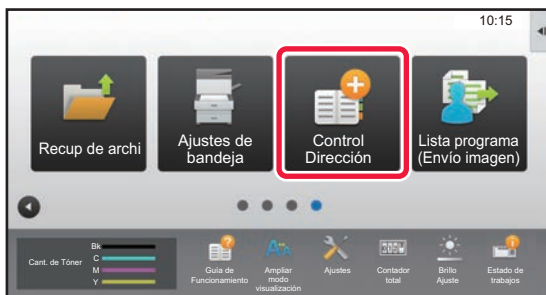 10:15
Recup de archi
Ajustes de
bandeja
Control
Dirección
Lista programa
(Envío imagen)
Cant. de Tóner
Bk
C
M
Y
Guía de
Funcionamiento
Ampliar
modo
visualización
Ajustes
Contador
total
Brillo
Ajuste
Estado de
trabajos